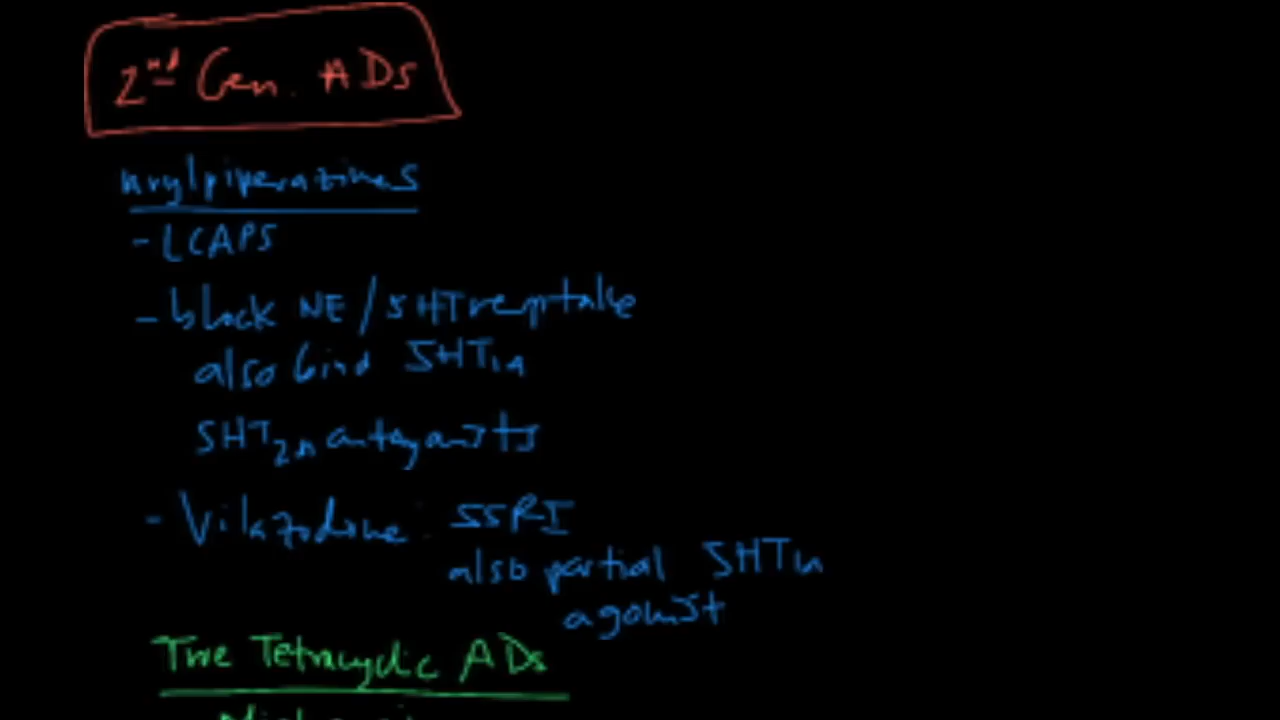 2nd Gen. ADs
Arylpiperazines
- LCAPS
- block NE / 5HT reuptake
also bind 5HT1A
5HT2A antagonists
- Vilazodone: SSRI
also partial 5HT1A
agonist
True Tetracyclic ADs